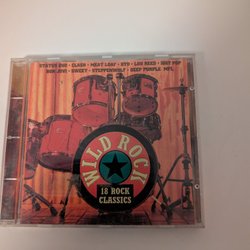 STATUS QUO • CLASH • MEAT LOAF • REO • LOU REED • IGGY POP
BON JOVI • SWEET • STEPPENWOLF • DEEP PURPLE MFL
WILD ROCK
18 ROCK
CLASSICS